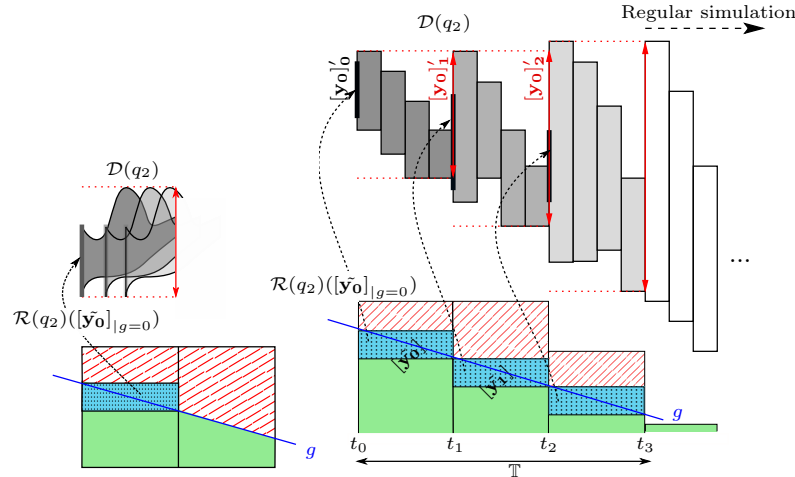 Regular simulation
𝒟(q₂)
[y₀]′₀
[y₀]′₁
[y₀]′₂
𝒟(q₂)
...
ℛ(q₂)([ỹ₀]|g=0)
ℛ(q₂)([ỹ₀]|g=0)
[ỹ₀]
[ỹ₁]
g
g
t₀ t₁ t₂ t₃
𝕋